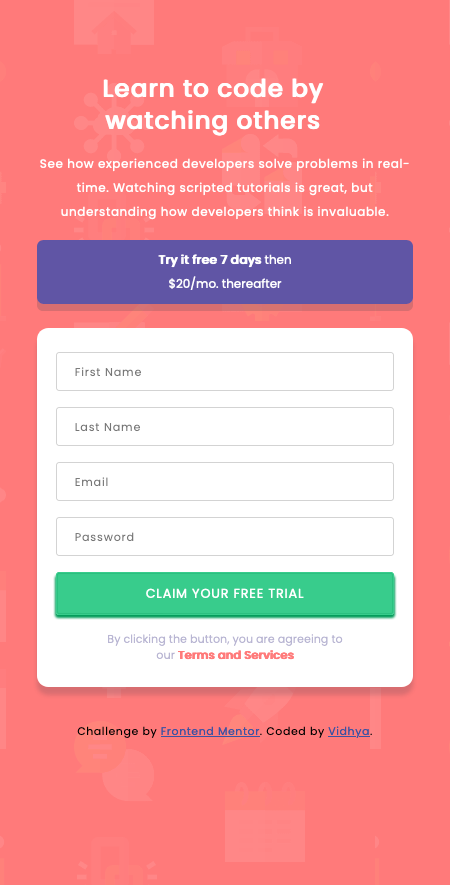 Learn to code by
watching others
See how experienced developers solve problems in real-
time. Watching scripted tutorials is great, but
understanding how developers think is invaluable.
Try it free 7 days then
$20/mo. thereafter
First Name
Last Name
Email
Password
CLAIM YOUR FREE TRIAL
By clicking the button, you are agreeing to
our Terms and Services
Challenge by Frontend Mentor. Coded by Vidhya.